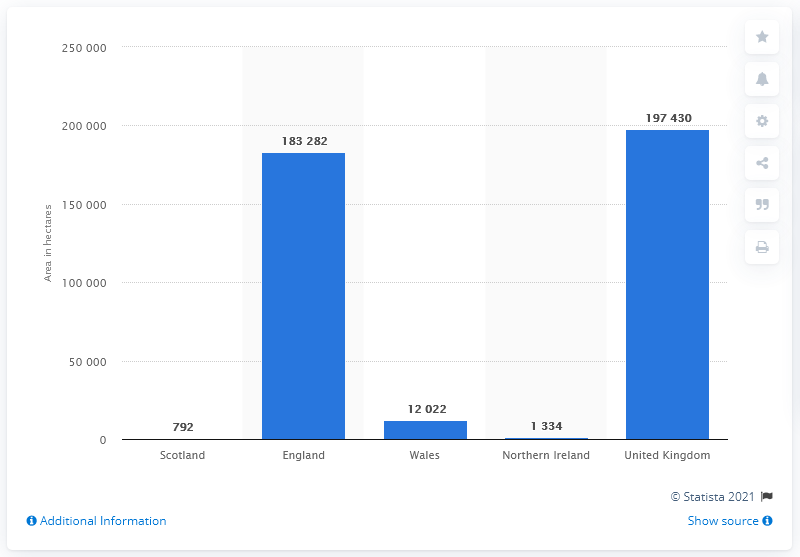 250 000
200 000
150 000
100 000
50 000
0
Area in hectares
792
183 282
12 022
1 334
197 430
Scotland
England
Wales
Northern Ireland
United Kingdom
© Statista 2021
Additional Information
Show source